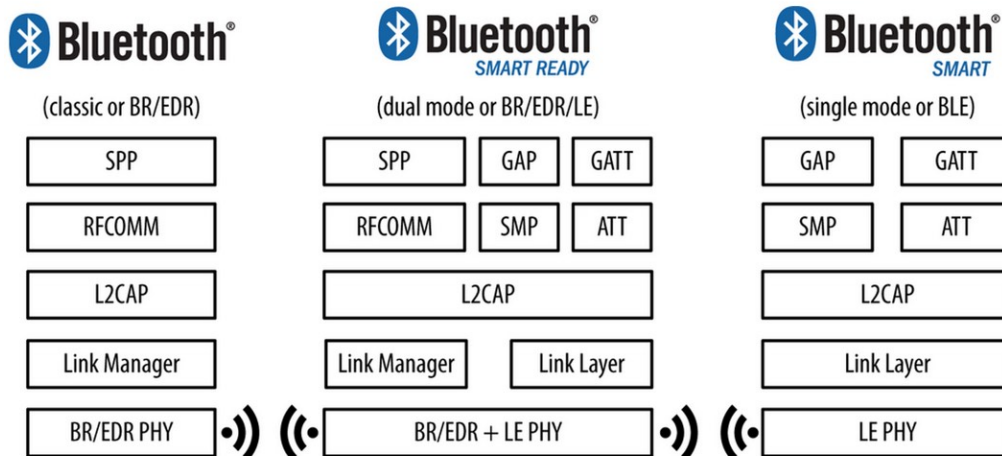 Bluetooth®
(classic or BR/EDR)
SPP
RFCOMM
L2CAP
Link Manager
BR/EDR PHY
Bluetooth®
SMART READY
(dual mode or BR/EDR/LE)
SPP GAP GATT
RFCOMM SMP ATT
L2CAP
Link Manager Link Layer
BR/EDR + LE PHY
Bluetooth®
SMART
(single mode or BLE)
GAP GATT
SMP ATT
L2CAP
Link Layer
LE PHY